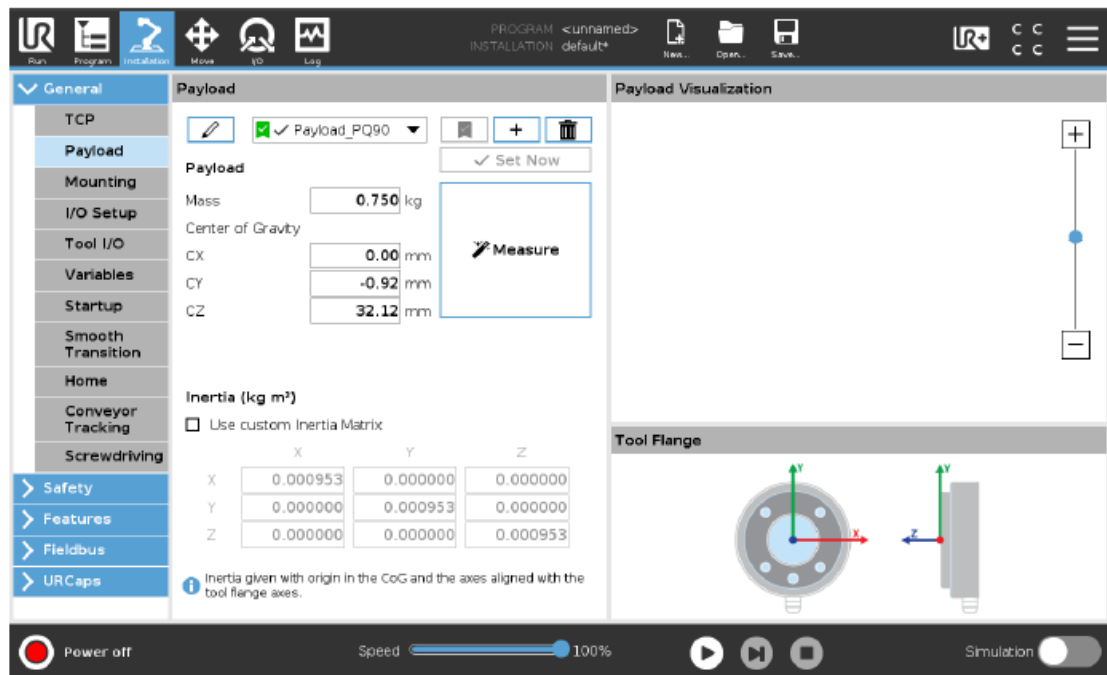 UR
Run
Program
Installation
Move
I/O
Log
PROGRAM <unnamed>
INSTALLATION default*
New...
Open...
Save...
UR+
C C
C C
General
TCP
Payload
Mounting
I/O Setup
Tool I/O
Variables
Startup
Smooth
Transition
Home
Conveyor
Tracking
Screwdriving
Safety
Features
Fieldbus
URCaps
Payload
Payload_PQ90
+
Set Now
Payload
Mass 0.750 kg
Center of Gravity
CX 0.00 mm
CY -0.92 mm
CZ 32.12 mm
Measure
Inertia (kg m²)
Use custom Inertia Matrix
X Y Z
X 0.000953 0.000000 0.000000
Y 0.000000 0.000953 0.000000
Z 0.000000 0.000000 0.000953
Inertia given with origin in the CoG and the axes aligned with the
tool flange axes.
Payload Visualization
+
−
Tool Flange
Y
X
Y
Z
Power off
Speed 100%
Simulation